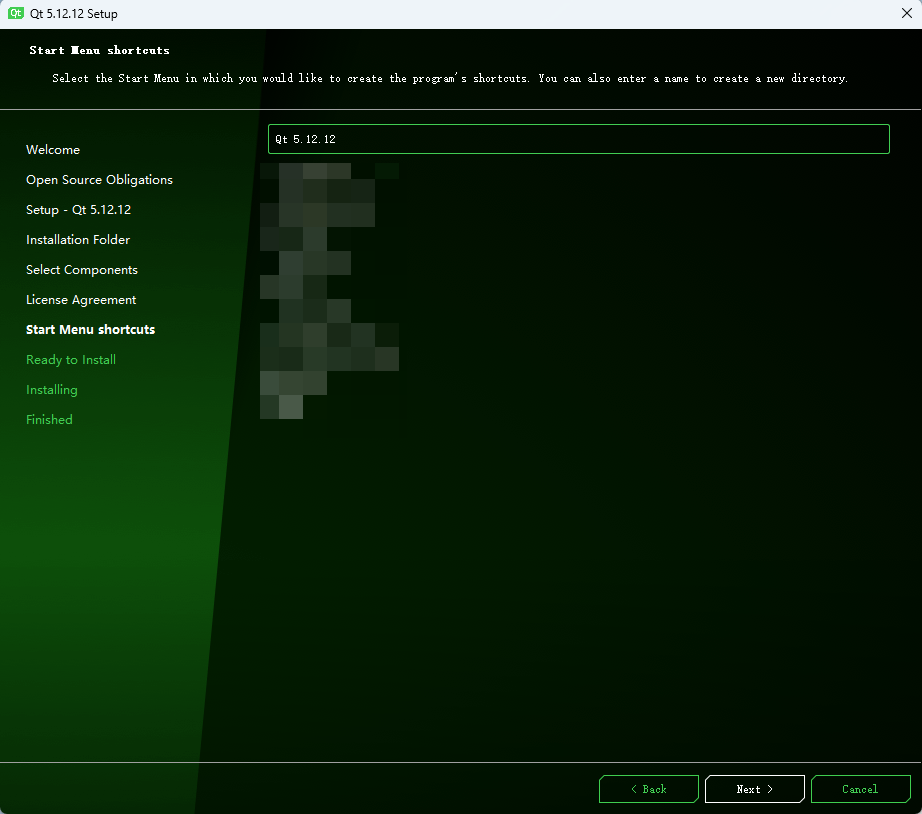 Qt Qt 5.12.12 Setup
Start Menu shortcuts
Select the Start Menu in which you would like to create the program's shortcuts. You can also enter a name to create a new directory.
Welcome
Open Source Obligations
Setup - Qt 5.12.12
Installation Folder
Select Components
License Agreement
Start Menu shortcuts
Ready to Install
Installing
Finished
Qt 5.12.12
< Back
Next >
Cancel